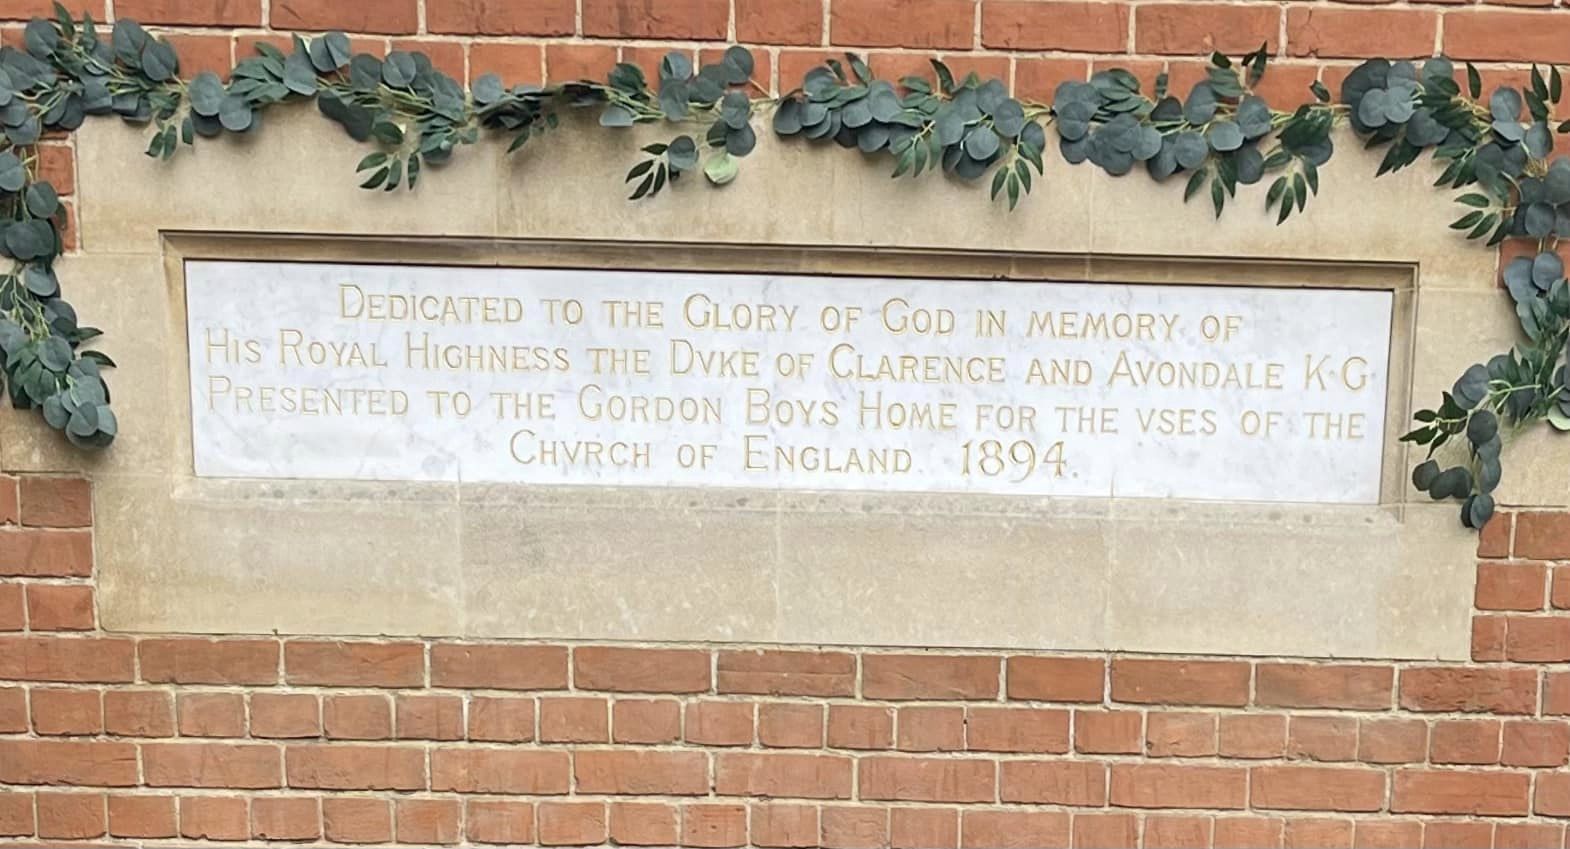 DEDICATED TO THE GLORY OF GOD IN MEMORY OF
HIS ROYAL HIGHNESS THE DVKE OF CLARENCE AND AVONDALE K·G·
PRESENTED TO THE GORDON BOYS HOME FOR THE VSES OF THE
CHVRCH OF ENGLAND. 1894.